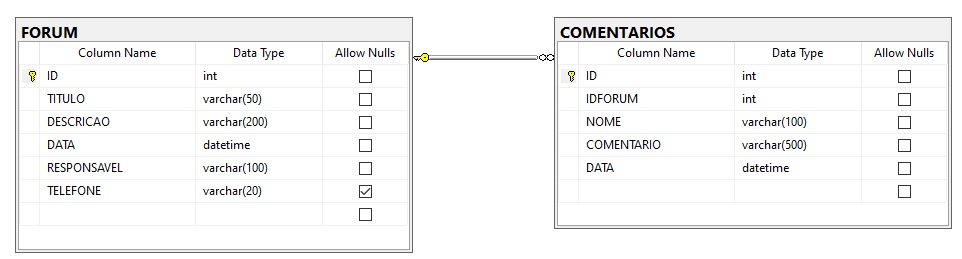 FORUM
Column Name Data Type Allow Nulls
ID int
TITULO varchar(50)
DESCRICAO varchar(200)
DATA datetime
RESPONSAVEL varchar(100)
TELEFONE varchar(20)
COMENTARIOS
Column Name Data Type Allow Nulls
ID int
IDFORUM int
NOME varchar(100)
COMENTARIO varchar(500)
DATA datetime